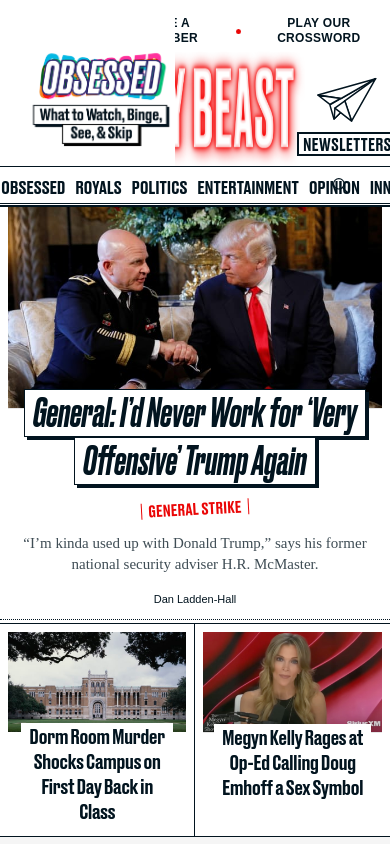 E A
BER
PLAY OUR
CROSSWORD
OBSESSED
What to Watch, Binge,
See, & Skip
Y BEAST
NEWSLETTERS
OBSESSED ROYALS POLITICS ENTERTAINMENT OPINION INN
General: I’d Never Work for ‘Very
Offensive’ Trump Again
GENERAL STRIKE
“I’m kinda used up with Donald Trump,” says his former
national security adviser H.R. McMaster.
Dan Ladden-Hall
Megyn
SiriusXM
Dorm Room Murder
Shocks Campus on
First Day Back in
Class
Megyn Kelly Rages at
Op-Ed Calling Doug
Emhoff a Sex Symbol